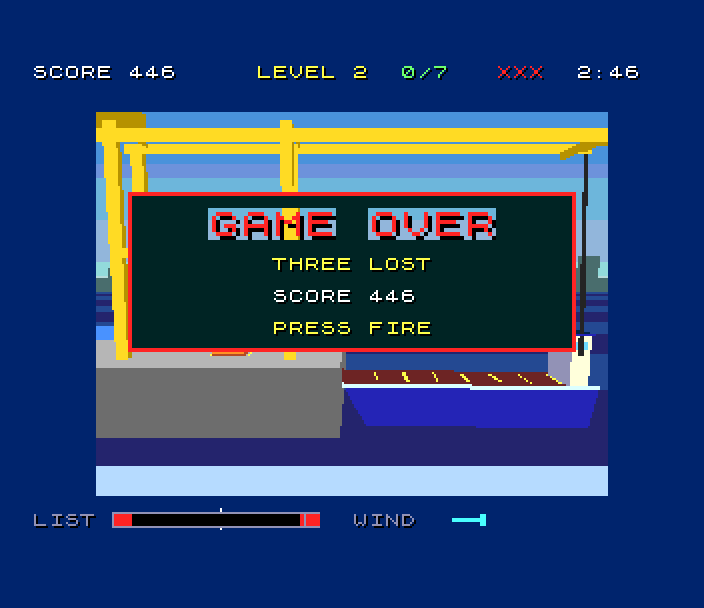 SCORE 446 LEVEL 2 0/7 XXX 2:46
GAME OVER
THREE LOST
SCORE 446
PRESS FIRE
LIST WIND